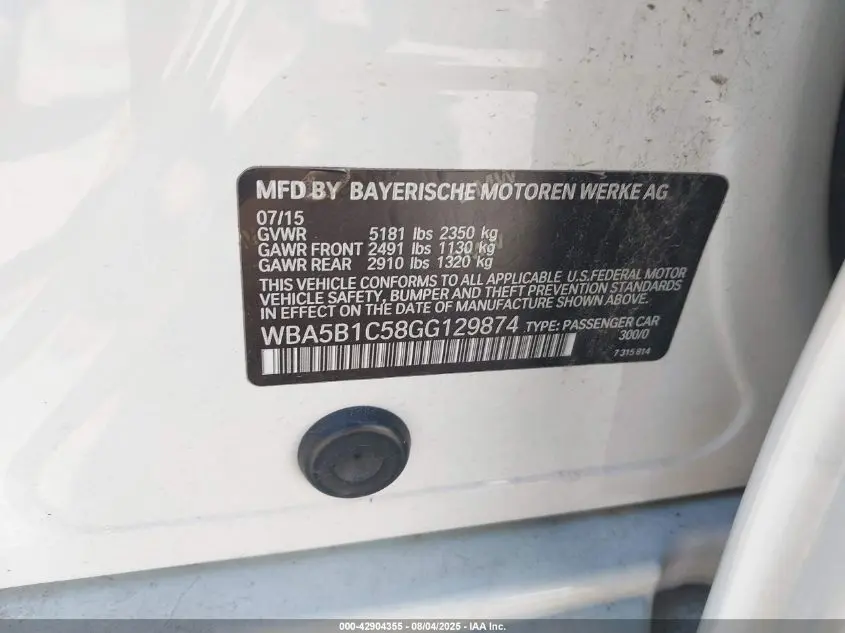 MFD BY BAYERISCHE MOTOREN WERKE AG
07/15
GVWR 5181 lbs 2350 kg
GAWR FRONT 2491 lbs 1130 kg
GAWR REAR 2910 lbs 1320 kg
THIS VEHICLE CONFORMS TO ALL APPLICABLE U.S.FEDERAL MOTOR
VEHICLE SAFETY, BUMPER AND THEFT PREVENTION STANDARDS
IN EFFECT ON THE DATE OF MANUFACTURE SHOWN ABOVE.
WBA5B1C58GG129874 TYPE: PASSENGER CAR
300/0
7 315 814
000-42904355 - 08/04/2025 - IAA Inc.